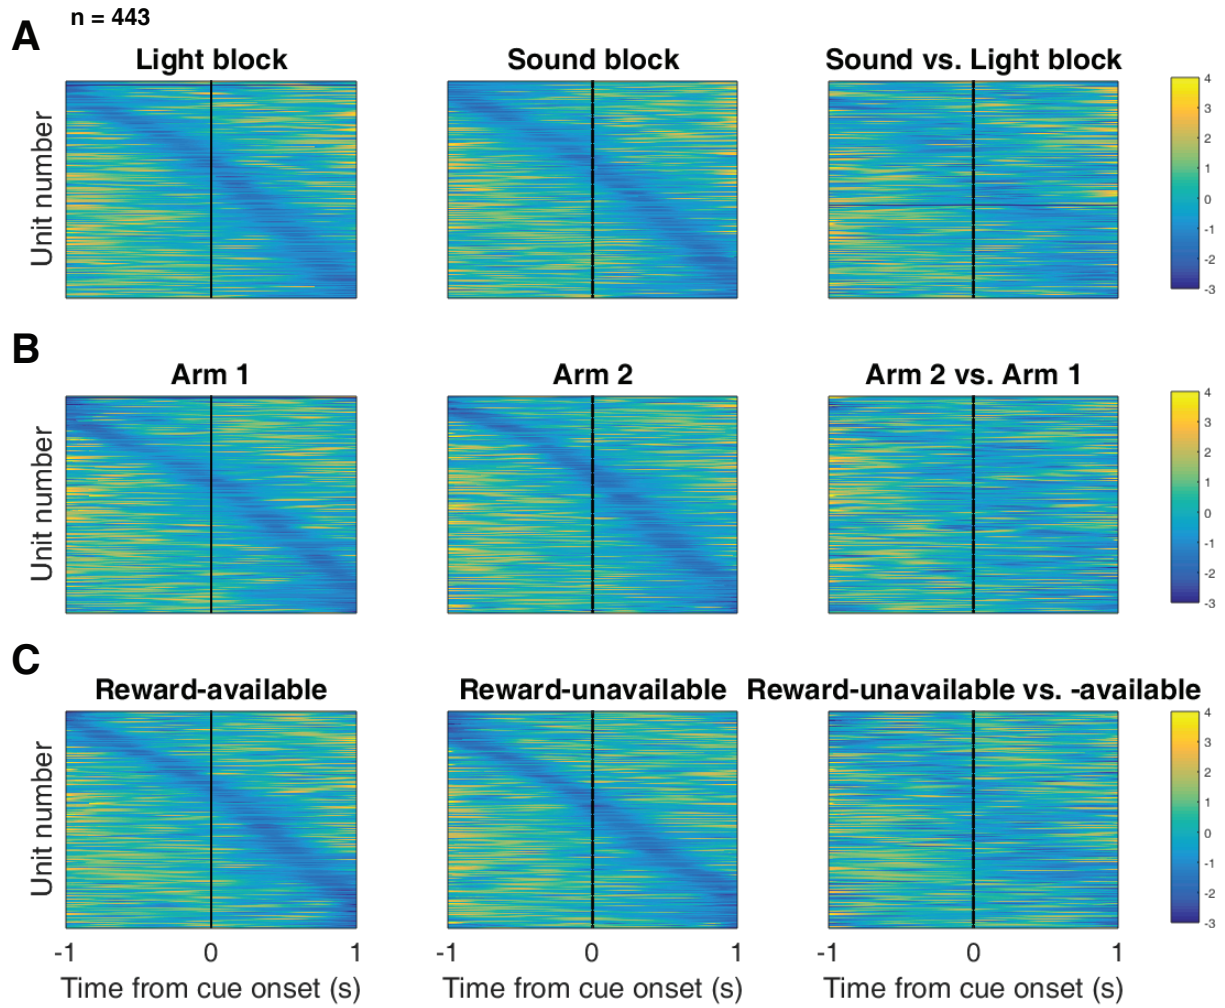 A
n = 443
Light block
Sound block
Sound vs. Light block
Unit number
4
3
2
1
0
-1
-2
-3
B
Arm 1
Arm 2
Arm 2 vs. Arm 1
Unit number
4
3
2
1
0
-1
-2
-3
C
Reward-available
Reward-unavailable
Reward-unavailable vs. -available
Unit number
4
3
2
1
0
-1
-2
-3
-1 0 1
-1 0 1
-1 0 1
Time from cue onset (s)
Time from cue onset (s)
Time from cue onset (s)